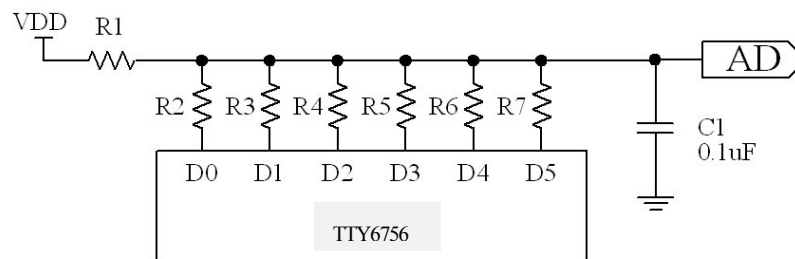 VDD
R1
AD
R2 R3 R4 R5 R6 R7
C1
0.1uF
D0 D1 D2 D3 D4 D5
TTY6756